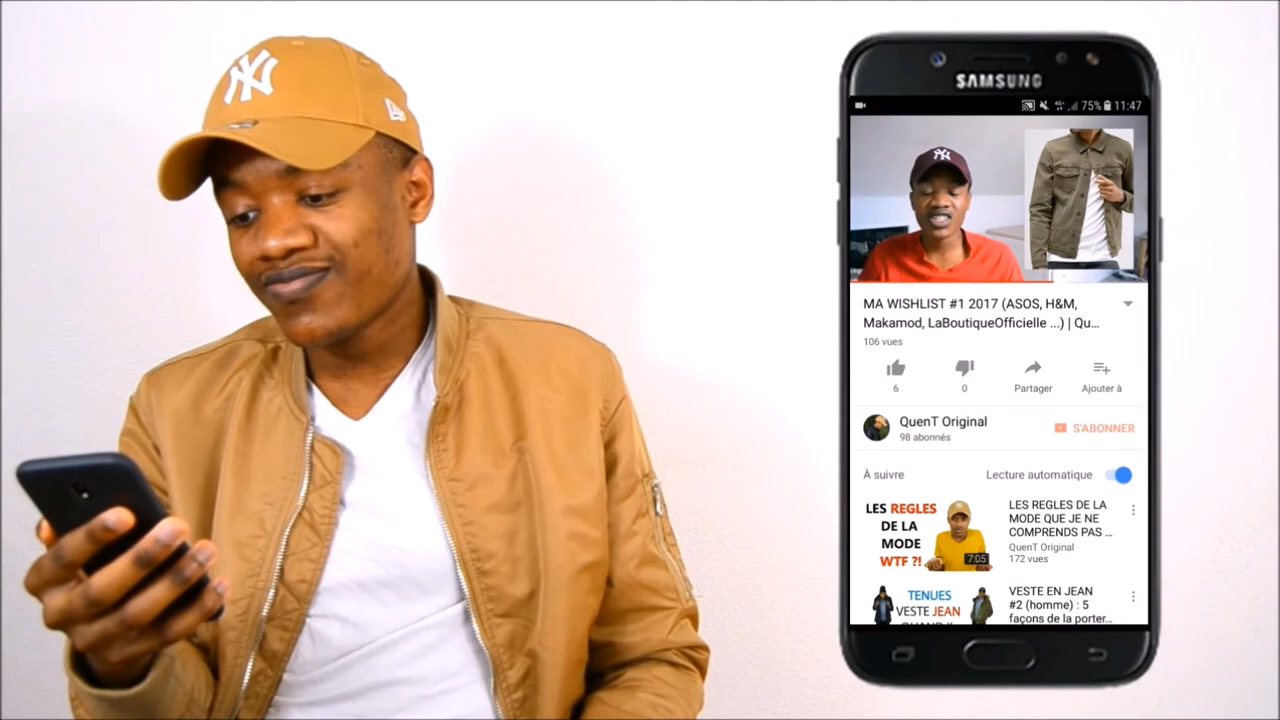 NY
SAMSUNG
4G+ 75% 11:47
NY
MA WISHLIST #1 2017 (ASOS, H&M,
Makamod, LaBoutiqueOfficielle ...) | Qu...
106 vues
6
0
Partager
Ajouter à
QuenT Original
98 abonnés
S'ABONNER
À suivre
Lecture automatique
LES REGLES
DE LA
MODE
WTF ?!
7:05
LES REGLES DE LA
MODE QUE JE NE
COMPRENDS PAS ...
QuenT Original
172 vues
TENUES
VESTE JEAN
VESTE EN JEAN
#2 (homme) : 5
façons de la porter...